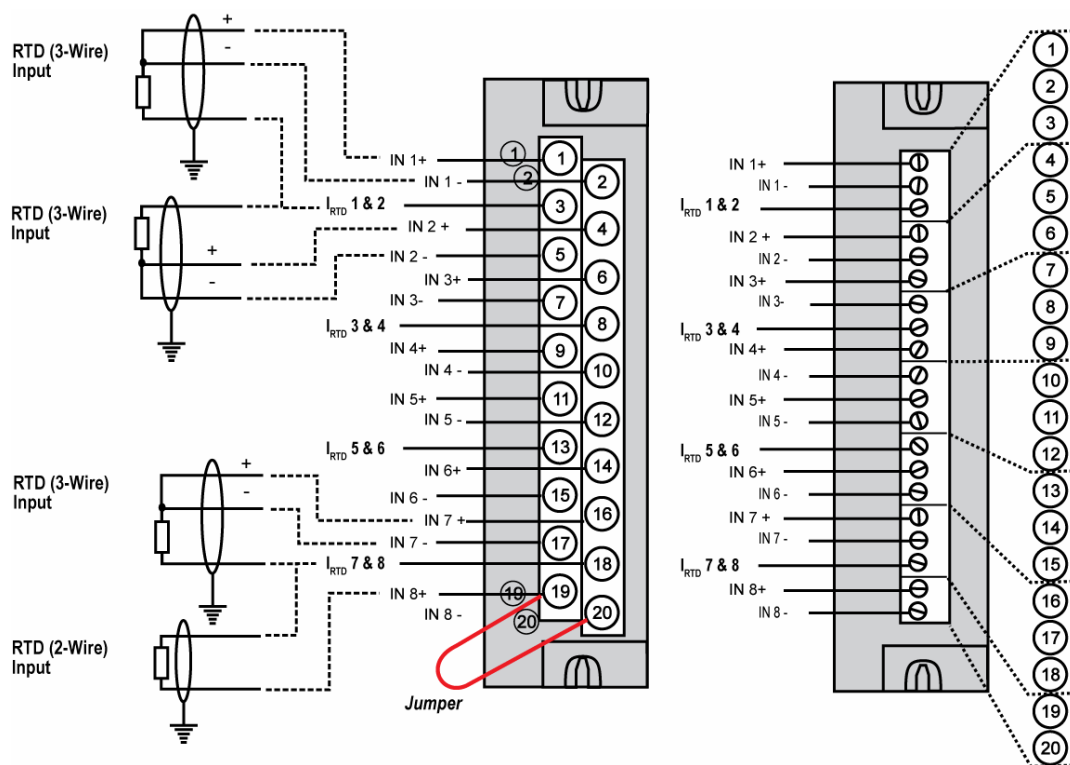 RTD (3-Wire)
Input
+
-
RTD (3-Wire)
Input
+
-
RTD (3-Wire)
Input
+
-
RTD (2-Wire)
Input
IN 1+ 1 1
IN 1 - 2 2
IRTD 1 & 2 3
IN 2 + 4
IN 2 - 5
IN 3+ 6
IN 3- 7
IRTD 3 & 4 8
IN 4+ 9
IN 4 - 10
IN 5+ 11
IN 5 - 12
IRTD 5 & 6 13
IN 6+ 14
IN 6 - 15
IN 7 + 16
IN 7 - 17
IRTD 7 & 8 18
IN 8+ 19 19
IN 8 - 20 20
Jumper
IN 1+
IN 1 -
IRTD 1 & 2
IN 2 +
IN 2 -
IN 3+
IN 3-
IRTD 3 & 4
IN 4+
IN 4 -
IN 5+
IN 5 -
IRTD 5 & 6
IN 6+
IN 6 -
IN 7 +
IN 7 -
IRTD 7 & 8
IN 8+
IN 8 -
1
2
3
4
5
6
7
8
9
10
11
12
13
14
15
16
17
18
19
20